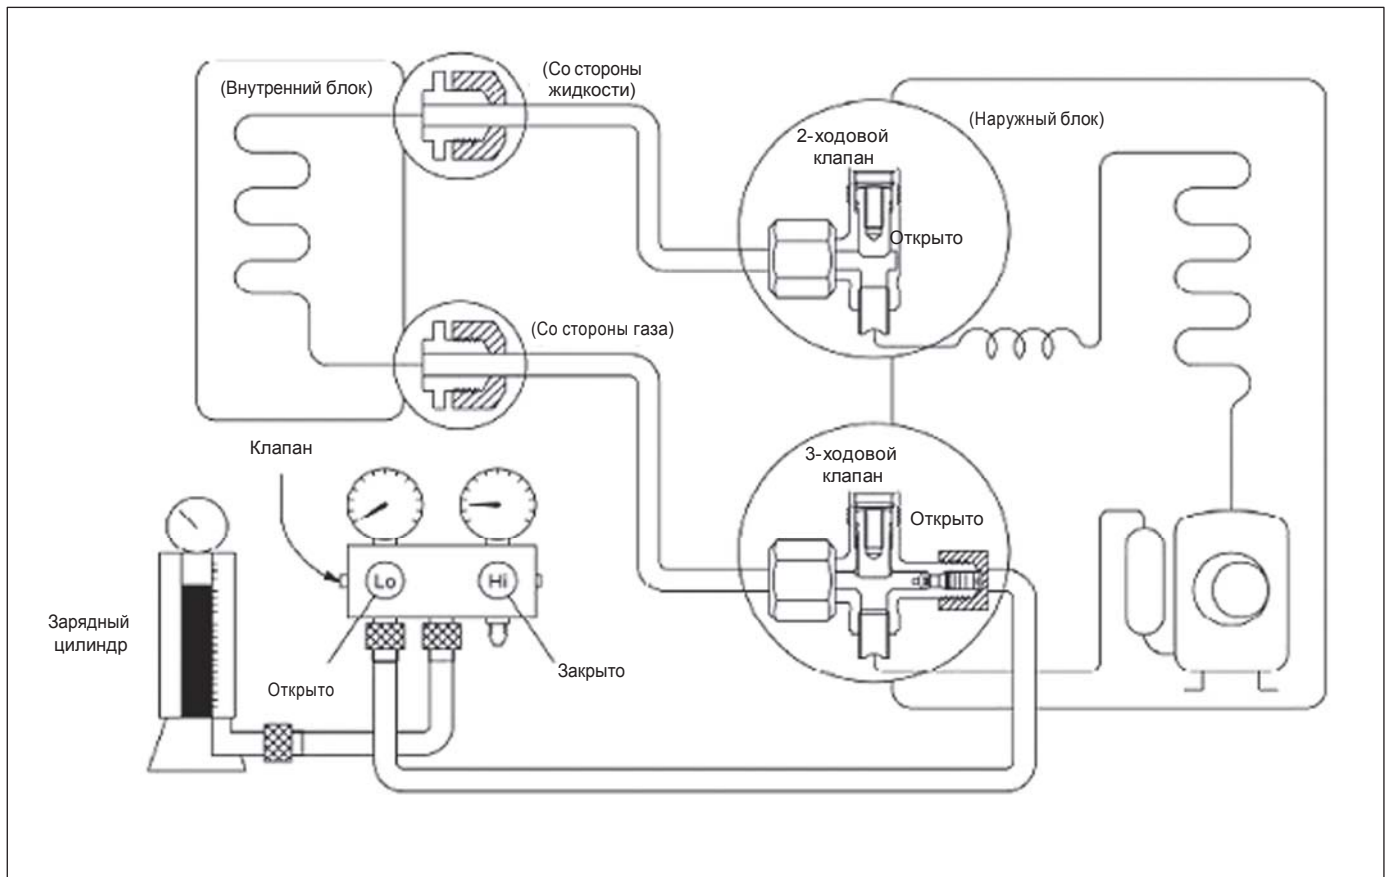 (Со стороны
жидкости)
(Внутренний блок)
(Наружный блок)
2-ходовой
клапан
Открыто
(Со стороны газа)
Клапан
3-ходовой
клапан
Открыто
Lo
Hi
Зарядный
цилиндр
Открыто
Закрыто